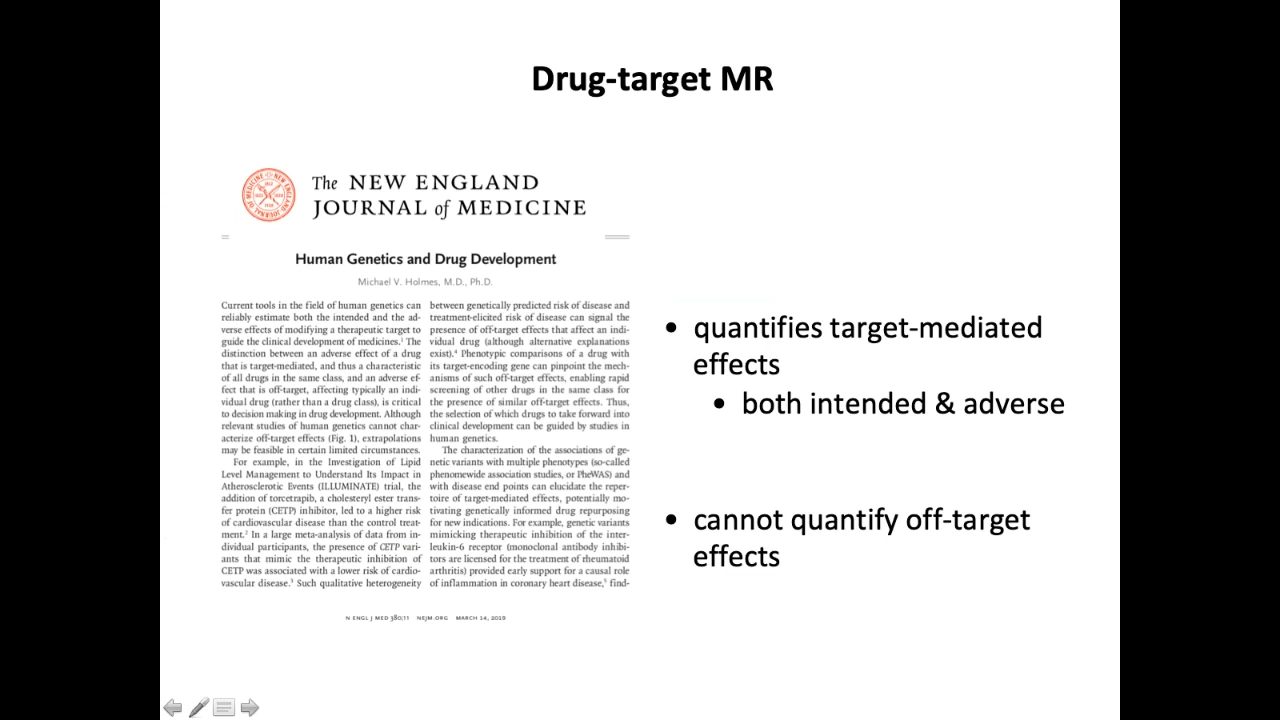 Drug-target MR
The NEW ENGLAND
JOURNAL of MEDICINE
Human Genetics and Drug Development
Michael V. Holmes, M.D., Ph.D.
Current tools in the field of human genetics can
reliably estimate both the intended and the ad-
verse effects of modifying a therapeutic target to
guide the clinical development of medicines.¹ The
distinction between an adverse effect of a drug
that is target-mediated, and thus a characteristic
of all drugs in the same class, and an adverse ef-
fect that is off-target, affecting typically an indi-
vidual drug (rather than a drug class), is critical
to decision making in drug development. Although
relevant studies of human genetics cannot char-
acterize off-target effects (Fig. 1), extrapolations
may be feasible in certain limited circumstances.
For example, in the Investigation of Lipid
Level Management to Understand Its Impact in
Atherosclerotic Events (ILLUMINATE) trial, the
addition of torcetrapib, a cholesteryl ester trans-
fer protein (CETP) inhibitor, led to a higher risk
of cardiovascular disease than the control treat-
ment.² In a large meta-analysis of data from in-
dividual participants, the presence of CETP vari-
ants that mimic the therapeutic inhibition of
CETP was associated with a lower risk of cardio-
vascular disease.³ Such qualitative heterogeneity
between genetically predicted risk of disease and
treatment-elicited risk of disease can signal the
presence of off-target effects that affect an indi-
vidual drug (although alternative explanations
exist).⁴ Phenotypic comparisons of a drug with
its target-encoding gene can pinpoint the mech-
anisms of such off-target effects, enabling rapid
screening of other drugs in the same class for
the presence of similar off-target effects. Thus,
the selection of which drugs to take forward into
clinical development can be guided by studies in
human genetics.
The characterization of the associations of ge-
netic variants with multiple phenotypes (so-called
phenomewide association studies, or PheWAS) and
with disease end points can elucidate the reper-
toire of target-mediated effects, potentially mo-
tivating genetically informed drug repurposing
for new indications. For example, genetic variants
mimicking therapeutic inhibition of the inter-
leukin-6 receptor (monoclonal antibody inhibi-
tors are licensed for the treatment of rheumatoid
arthritis) provided early support for a causal role
of inflammation in coronary heart disease,⁵ find-
N ENGL J MED 380;11 NEJM.ORG MARCH 14, 2019
• quantifies target-mediated
effects
• both intended & adverse
• cannot quantify off-target
effects